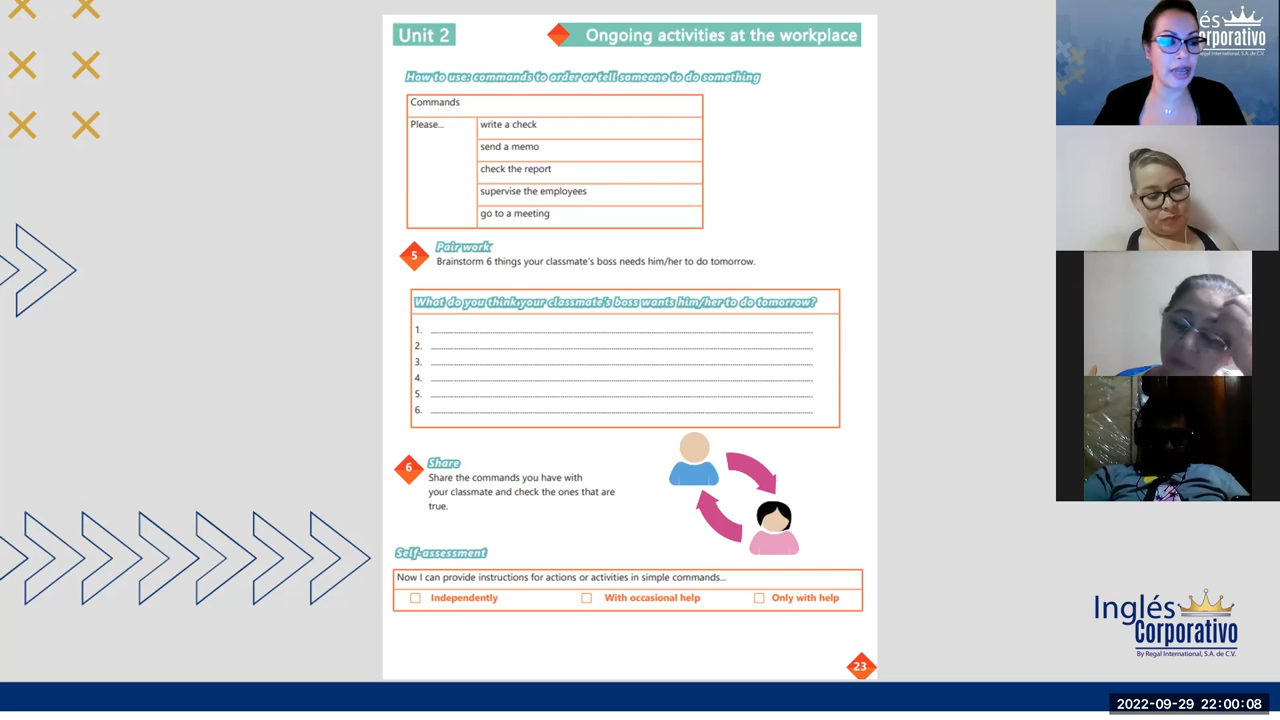 Unit 2
Ongoing activities at the workplace
How to use: commands to order or tell someone to do something
Commands
Please...
write a check
send a memo
check the report
supervise the employees
go to a meeting
5
Pair work
Brainstorm 6 things your classmate's boss needs him/her to do tomorrow.
What do you think your classmate's boss wants him/her to do tomorrow?
1.
2.
3.
4.
5.
6.
6
Share
Share the commands you have with
your classmate and check the ones that are
true.
Self-assessment
Now I can provide instructions for actions or activities in simple commands...
Independently
With occasional help
Only with help
23
Inglés
Corporativo
By Regal International, S.A. de C.V.
2022-09-29 22:00:08